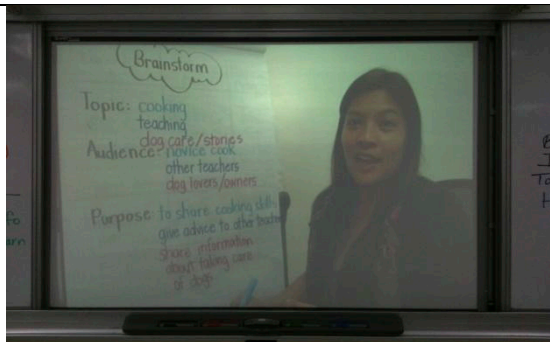 Brainstorm
Topic: cooking
teaching
dog care/stories
Audience: novice cook
other teachers
dog lovers/owners
Purpose: to share cooking skills
give advice to other teachers
share information
about taking care
of dogs